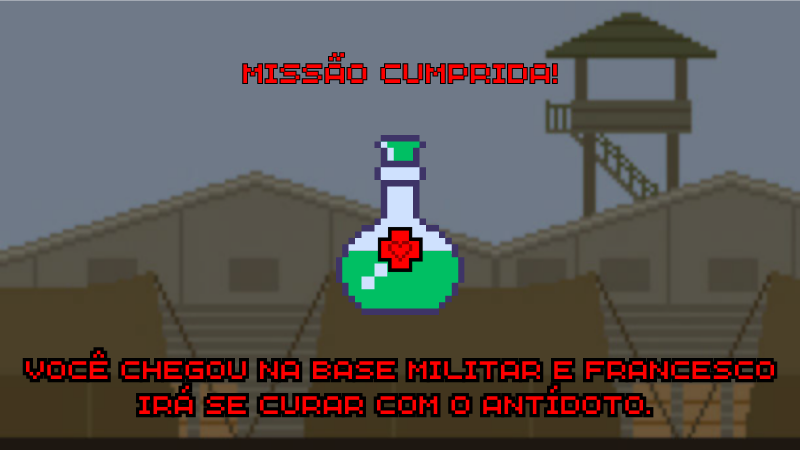 MISSÃO CUMPRIDA!
VOCÊ CHEGOU NA BASE MILITAR E FRANCESCO
IRÁ SE CURAR COM O ANTÍDOTO.